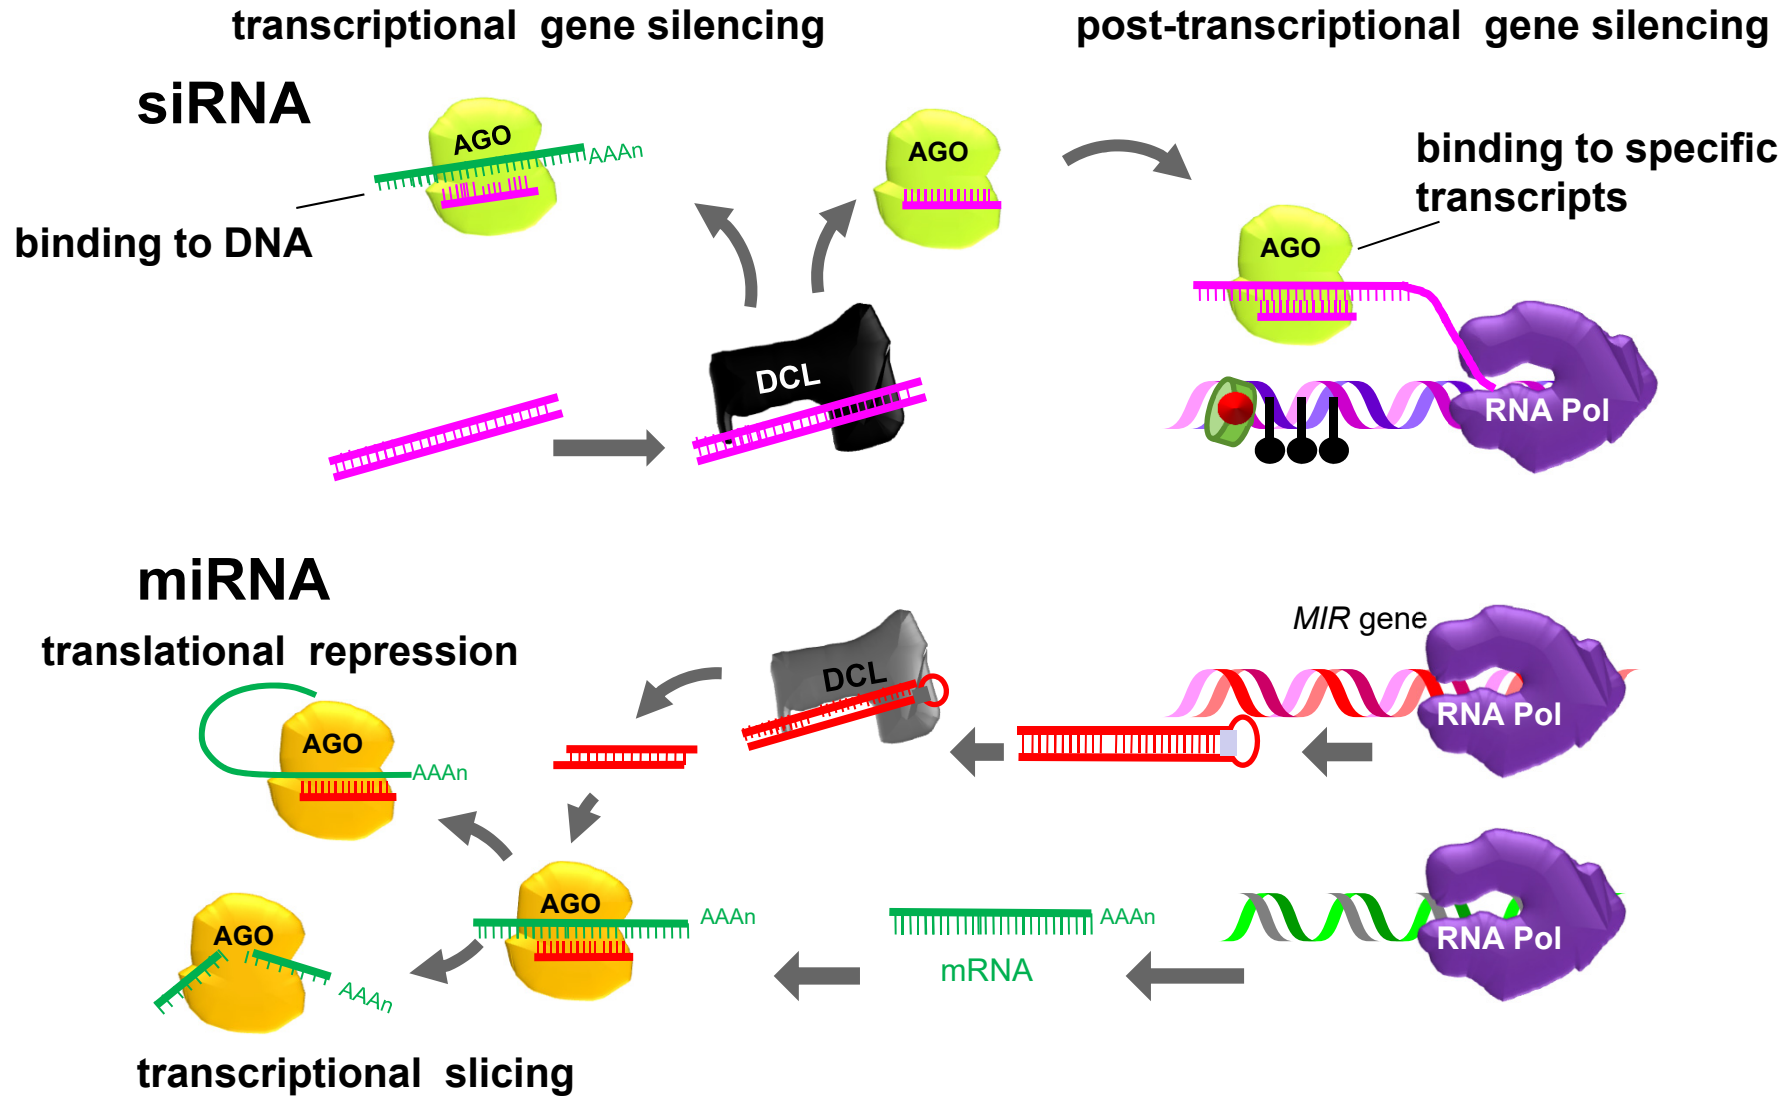 transcriptional gene silencing
post-transcriptional gene silencing
siRNA
AGO
AAAn
binding to DNA
AGO
binding to specific
transcripts
AGO
DCL
RNA Pol
miRNA
translational repression
MIR gene
DCL
RNA Pol
AGO
AAAn
AGO
AAAn
AAAn
mRNA
RNA Pol
AGO
AAAn
transcriptional slicing